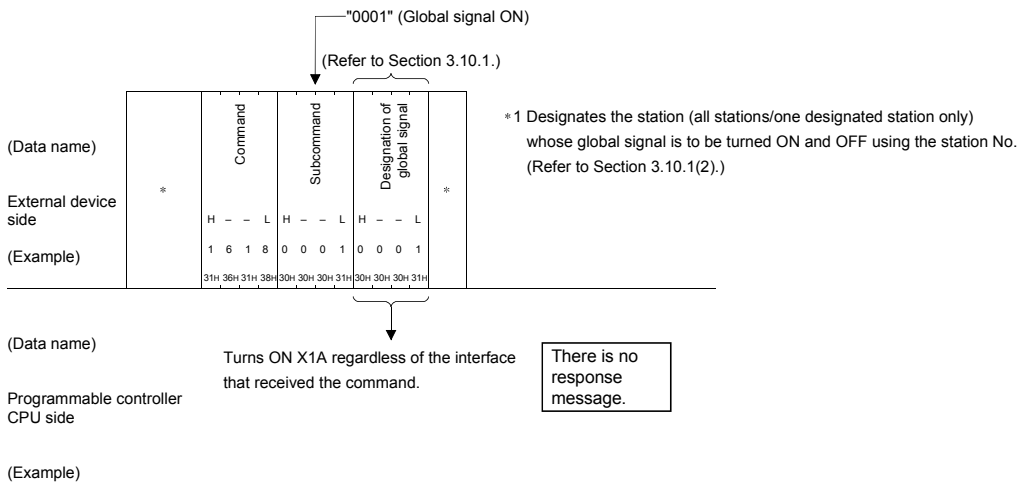 "0001" (Global signal ON)
(Refer to Section 3.10.1.)
(Data name)
External device
side
(Example)
*
Command
H – – L
1 6 1 8
31H 36H 31H 38H
Subcommand
H – – L
0 0 0 1
30H 30H 30H 31H
Designation of
global signal
H – – L
0 0 0 1
30H 30H 30H 31H
*
*1 Designates the station (all stations/one designated station only)
whose global signal is to be turned ON and OFF using the station No.
(Refer to Section 3.10.1(2).)
(Data name)
Programmable controller
CPU side
(Example)
Turns ON X1A regardless of the interface
that received the command.
There is no
response
message.